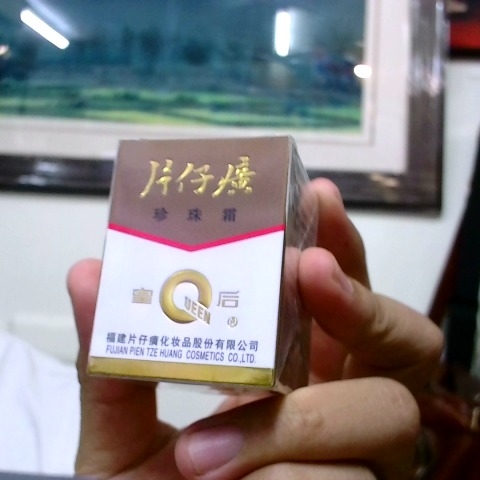 片仔癀
珍珠霜
皇 QUEEN 后
福建片仔癀化妆品股份有限公司
FUJIAN PIEN TZE HUANG COSMETICS CO.,LTD.